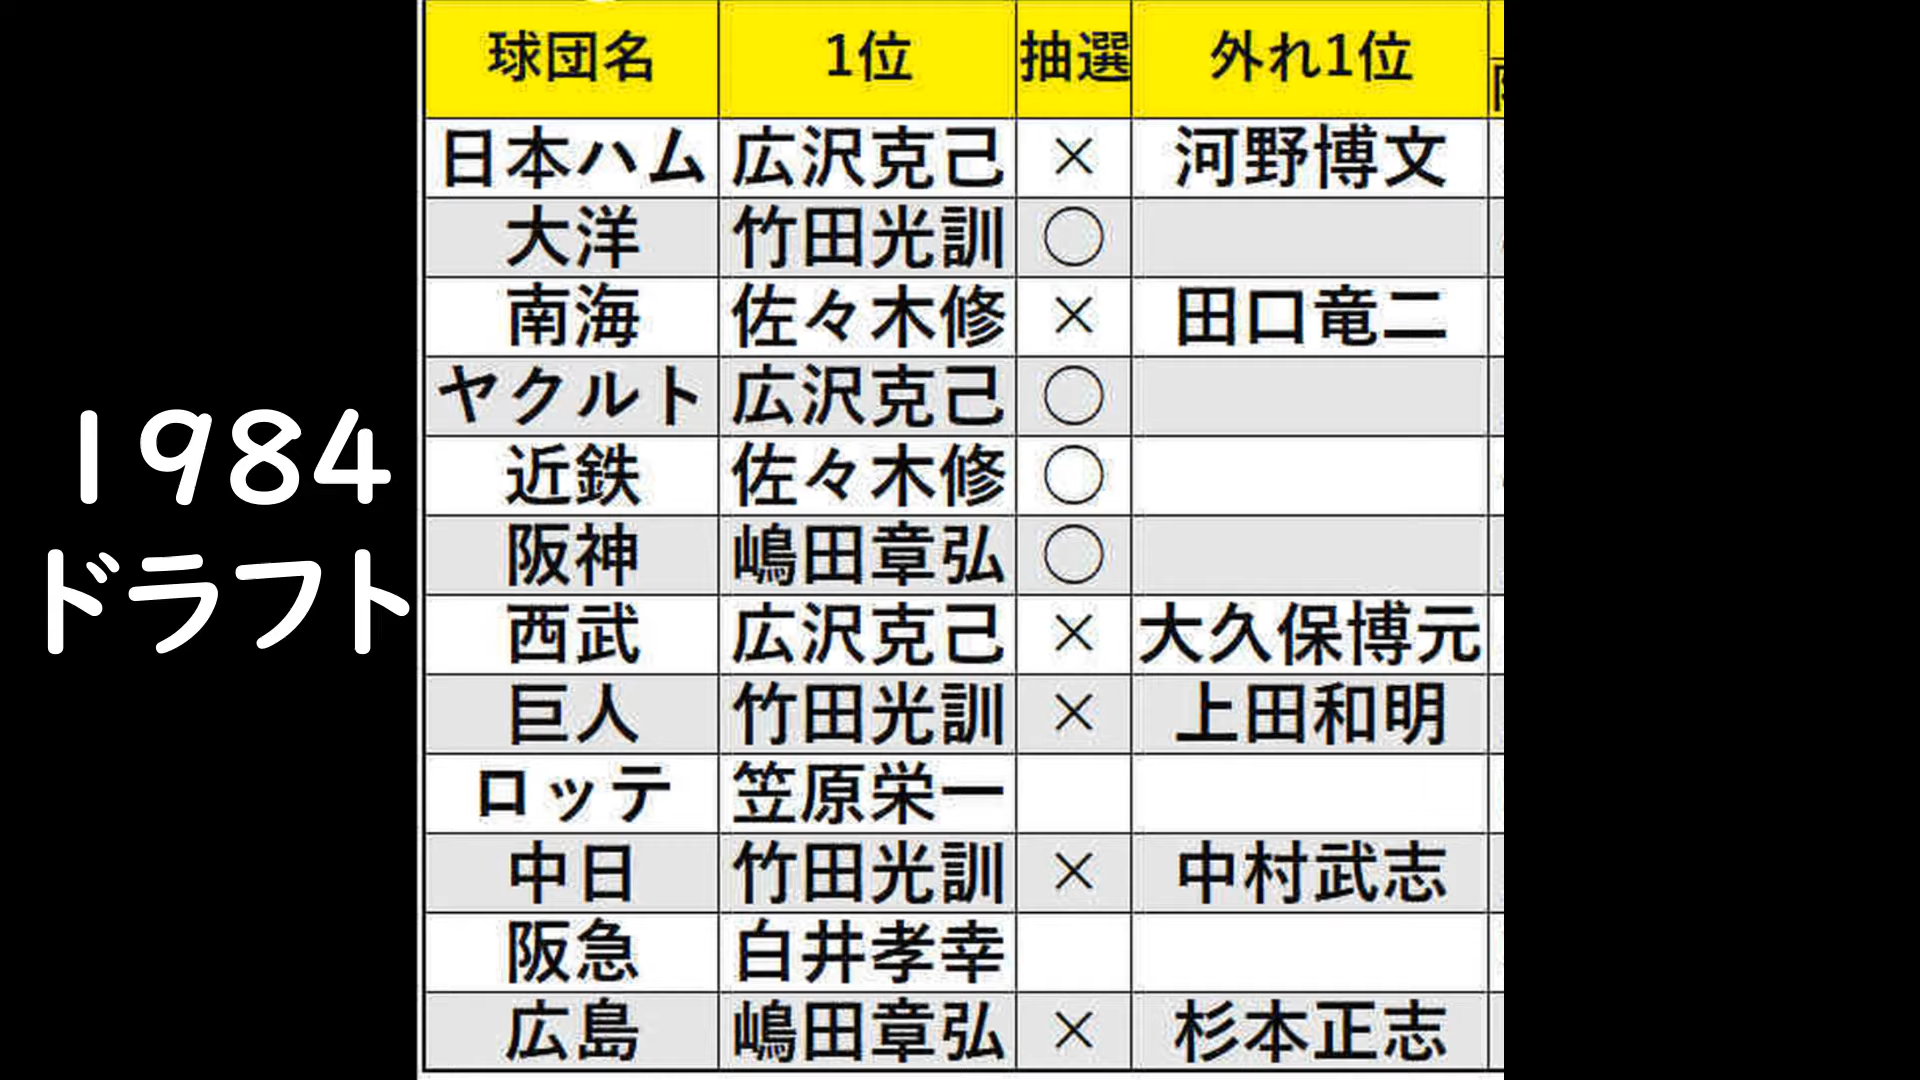 1984
ドラフト
球団名 1位 抽選 外れ1位
日本ハム 広沢克己 × 河野博文
大洋 竹田光訓 ○
南海 佐々木修 × 田口竜二
ヤクルト 広沢克己 ○
近鉄 佐々木修 ○
阪神 嶋田章弘 ○
西武 広沢克己 × 大久保博元
巨人 竹田光訓 × 上田和明
ロッテ 笠原栄一
中日 竹田光訓 × 中村武志
阪急 白井孝幸
広島 嶋田章弘 × 杉本正志